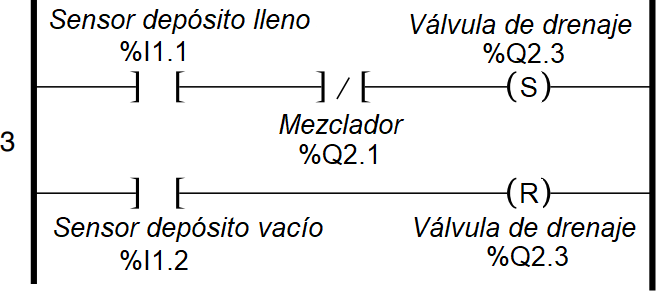 Sensor depósito lleno
%I1.1
Válvula de drenaje
%Q2.3
S
Mezclador
%Q2.1
3
R
Sensor depósito vacío
%I1.2
Válvula de drenaje
%Q2.3